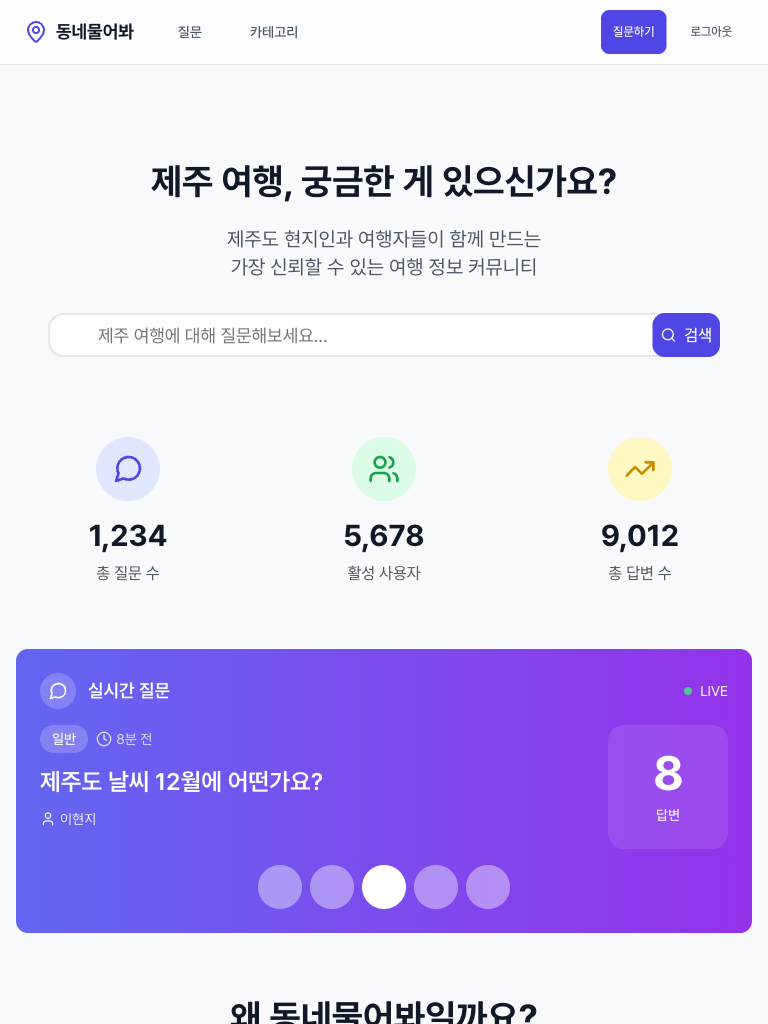 동네물어봐
질문
카테고리
질문하기
로그아웃
제주 여행, 궁금한 게 있으신가요?
제주도 현지인과 여행자들이 함께 만드는
가장 신뢰할 수 있는 여행 정보 커뮤니티
제주 여행에 대해 질문해보세요...
검색
1,234
총 질문 수
5,678
활성 사용자
9,012
총 답변 수
실시간 질문
LIVE
일반
8분 전
제주도 날씨 12월에 어떤가요?
이현지
8
답변
왜 동네물어봐일까요?